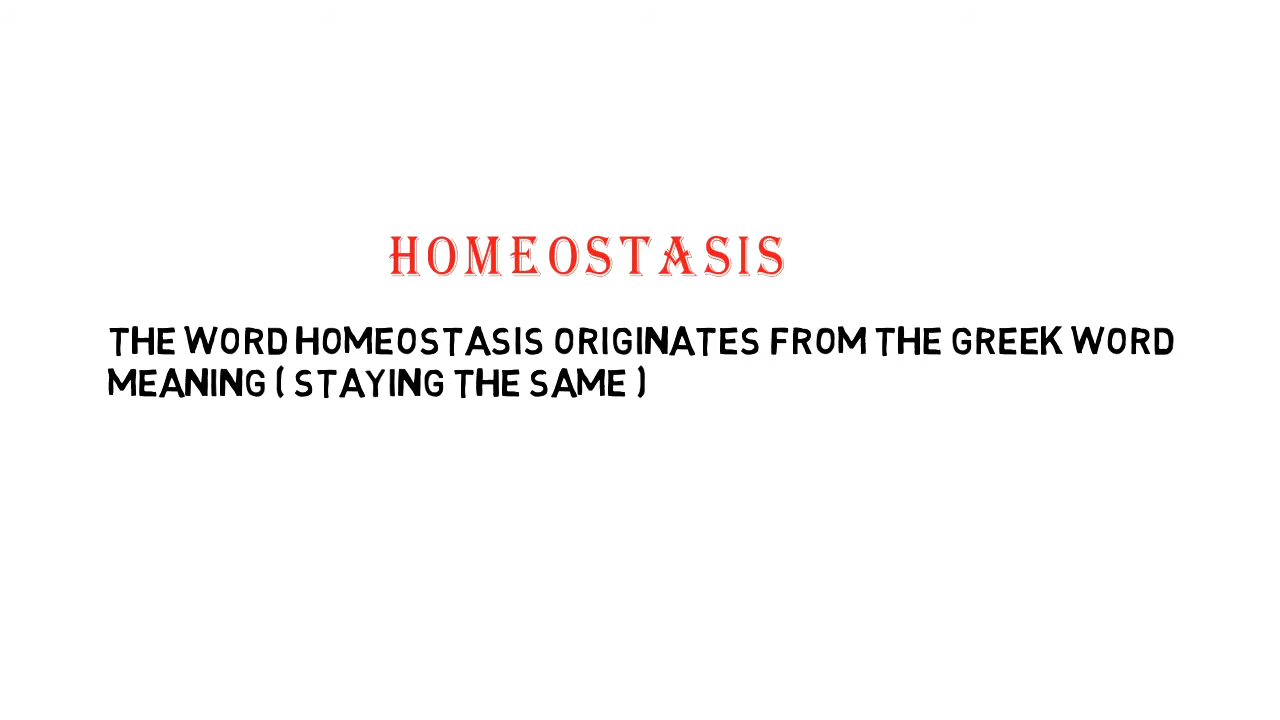 HOMEOSTASIS
THE WORD HOMEOSTASIS ORIGINATES FROM THE GREEK WORD
MEANING ( STAYING THE SAME )